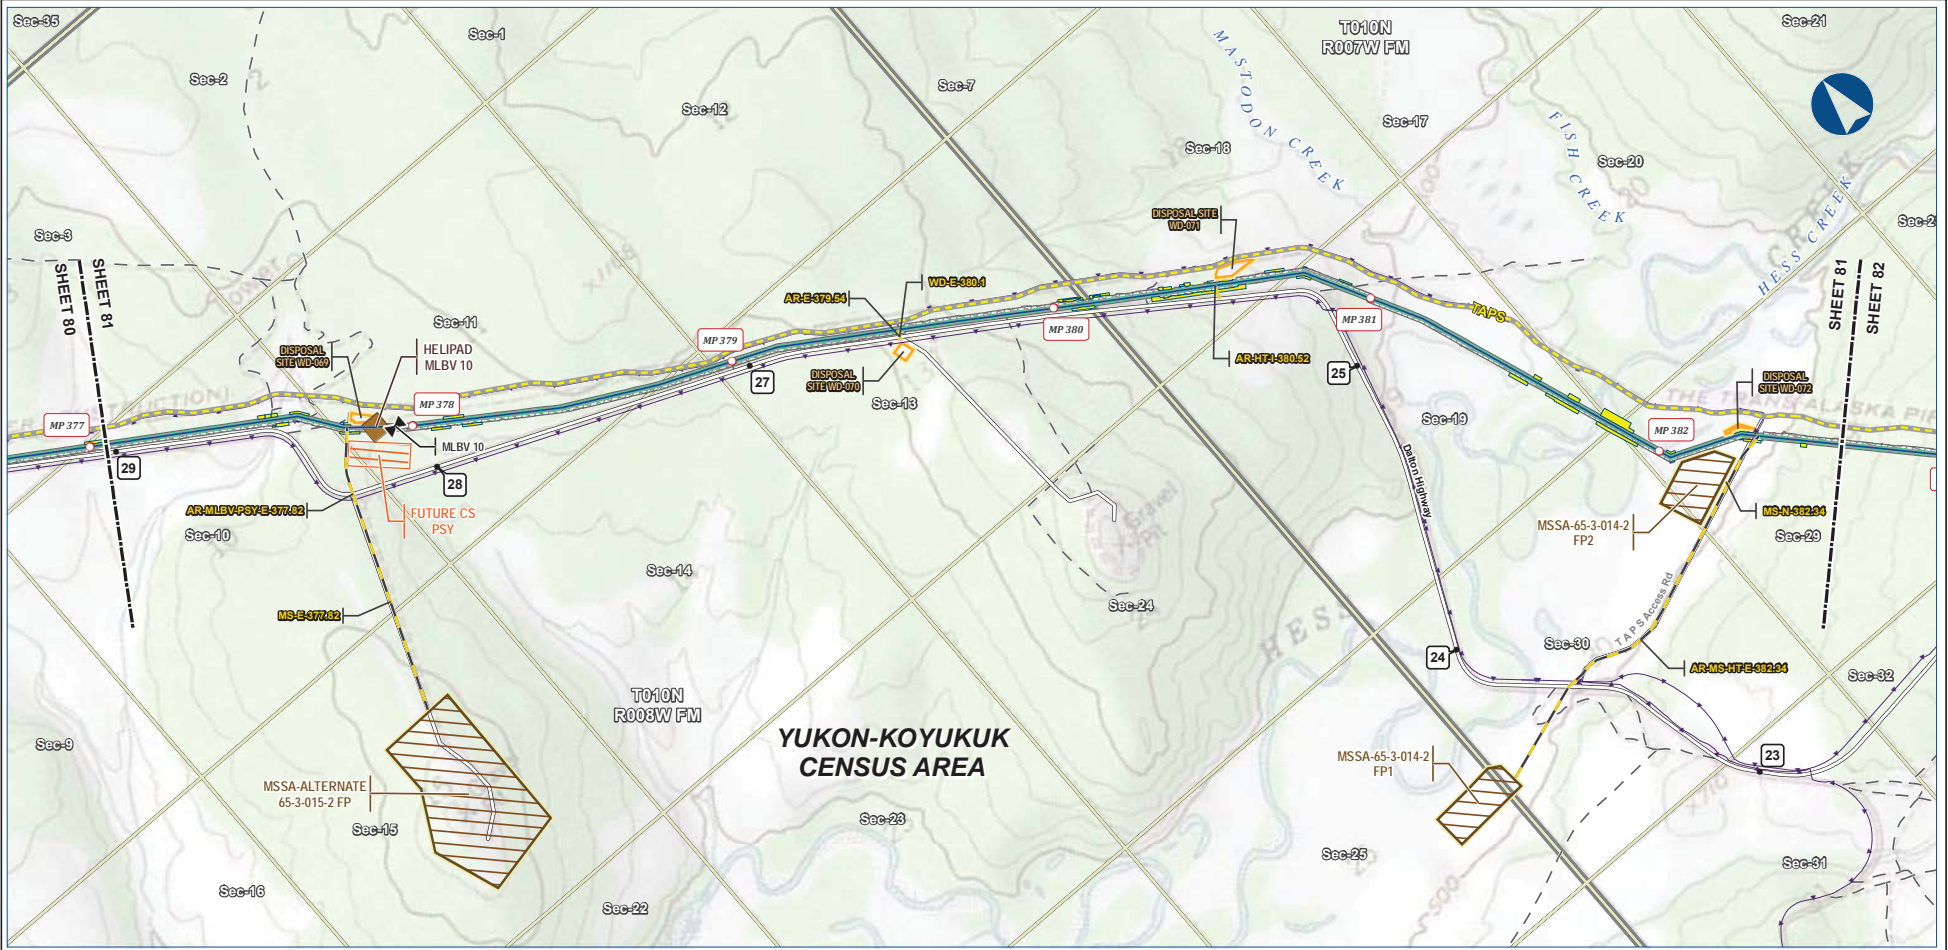 Sec-35
Sec-1
Sec-2
Sec-12
Sec-7
T010N
R007W FM
Sec-21
MASTODON CREEK
Sec-17
FISH CREEK
Sec-20
Sec-18
HESS CREEK
CREEK
Sec-3
SHEET 80
SHEET 81
DISPOSAL SITE
WD-071
SHEET 81
SHEET 82
WD-E-380.1
AR-E-379.54
Sec-11
DISPOSAL
SITE WD-069
HELIPAD
MLBV 10
MP 379
MP 380
MP 381
TAPS
AR-HT-I-380.52
DISPOSAL
SITE WD-070
27
25
DISPOSAL
SITE WD-072
Sec-13
Sec-19
MP 377
MP 378
MP 382
MLBV 10
29
28
AR-MLBV-PSY-E-377.82
FUTURE CS
PSY
Sec-10
Dalton Highway
MSSA-65-3-014-2
FP2
MS-N-382.34
Sec-29
Gravel
Pit
Sec-14
Sec-24
MS-E-377.82
HESS
TAPS Access Rd
Sec-30
24
AR-MS-HT-E-382.34
Sec-32
T010N
R008W FM
YUKON-KOYUKUK
CENSUS AREA
Sec-9
23
MSSA-65-3-014-2
FP1
MSSA-ALTERNATE
65-3-015-2 FP
Sec-15
Sec-23
Sec-25
Sec-31
Sec-16
Sec-22
500